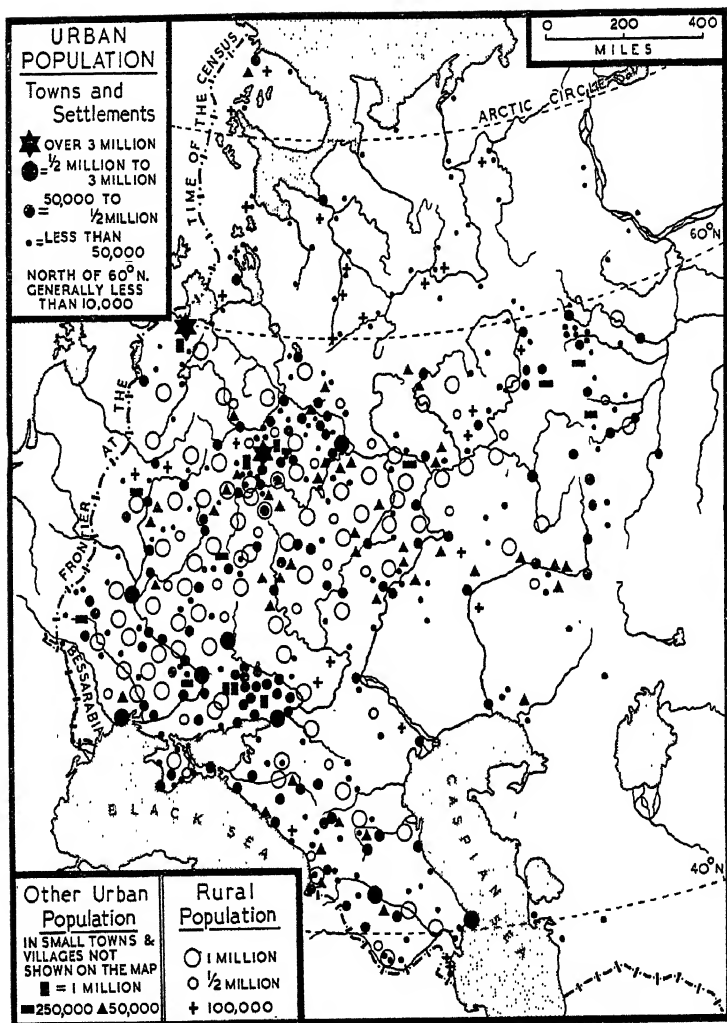 URBAN
POPULATION
Towns and
Settlements
OVER 3 MILLION
= ½ MILLION TO
3 MILLION
= 50,000 TO
½ MILLION
= LESS THAN
50,000
NORTH OF 60°N.
GENERALLY LESS
THAN 10,000
0 200 400
MILES
ARCTIC CIRCLE
60°N
FRONTIER AT THE TIME OF THE CENSUS
BESSARABIA
BLACK SEA
CASPIAN SEA
40°N
Other Urban
Population
IN SMALL TOWNS &
VILLAGES NOT
SHOWN ON THE MAP
= 1 MILLION
250,000 50,000
Rural
Population
1 MILLION
½ MILLION
100,000